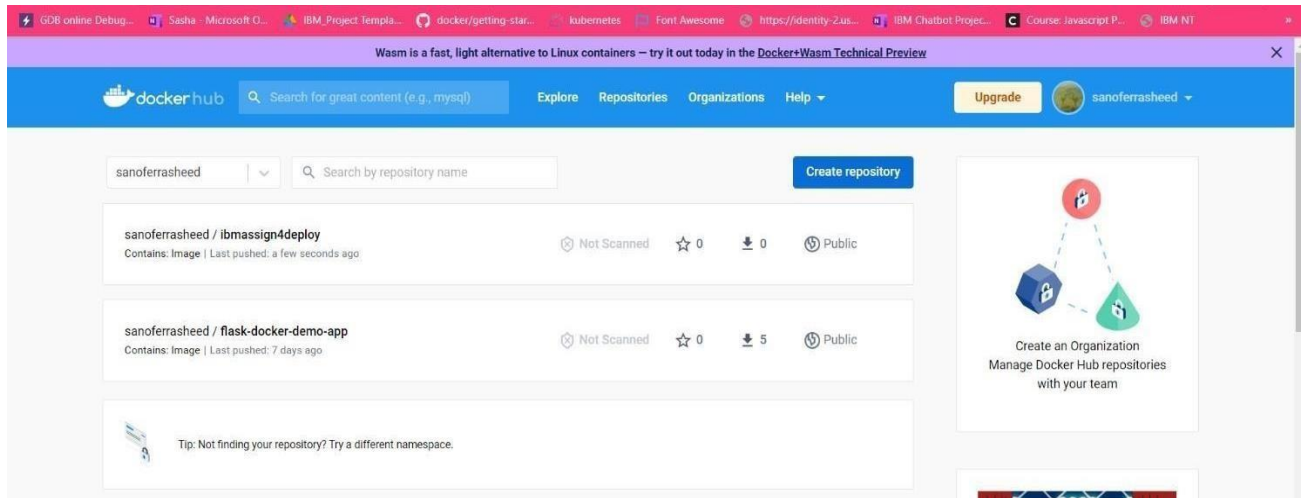 GDB online Debug... Sasha - Microsoft O... IBM_Project Templa... docker/getting-star... kubernetes Font Awesome https://identity-2.us... IBM Chatbot Projec... Course: Javascript P... IBM NT »
Wasm is a fast, light alternative to Linux containers — try it out today in the Docker+Wasm Technical Preview
dockerhub Search for great content (e.g., mysql) Explore Repositories Organizations Help Upgrade sanoferrasheed
sanoferrasheed Search by repository name Create repository
sanoferrasheed / ibmassign4deploy
Contains: Image | Last pushed: a few seconds ago
Not Scanned 0 0 Public
sanoferrasheed / flask-docker-demo-app
Contains: Image | Last pushed: 7 days ago
Not Scanned 0 5 Public
Tip: Not finding your repository? Try a different namespace.
Create an Organization
Manage Docker Hub repositories
with your team